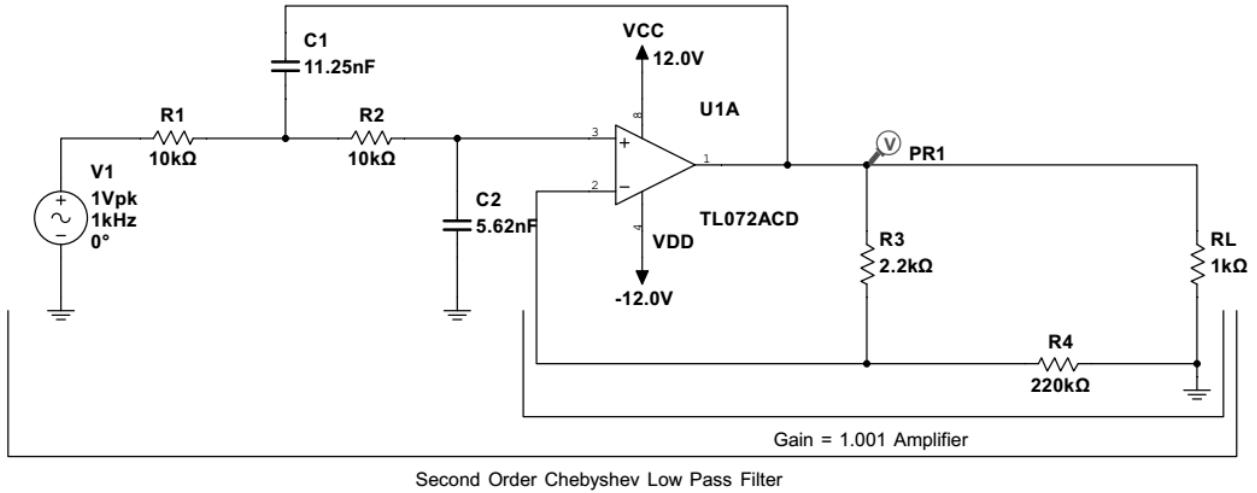 C1
11.25nF
VCC
12.0V
R1
10kΩ
R2
10kΩ
8
U1A
3
+
1
2
−
4
V
PR1
V1
1Vpk
1kHz
0°
+
−
C2
5.62nF
TL072ACD
VDD
-12.0V
R3
2.2kΩ
RL
1kΩ
R4
220kΩ
Gain = 1.001 Amplifier
Second Order Chebyshev Low Pass Filter